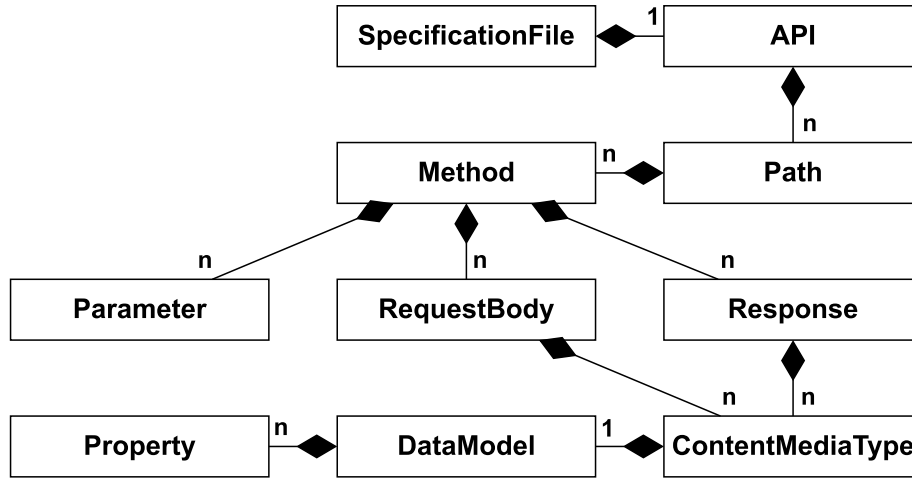 SpecificationFile
1
API
n
Method
n
Path
n
n
n
Parameter
RequestBody
Response
n
n
Property
n
DataModel
1
ContentMediaType